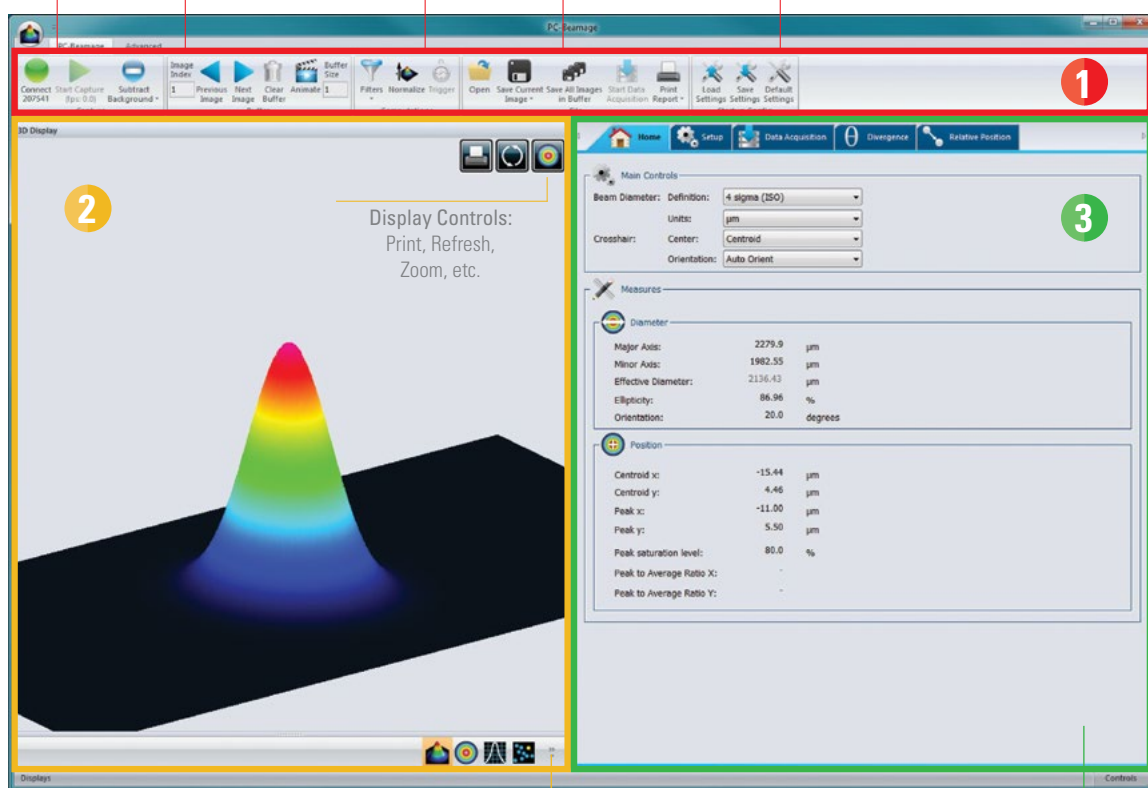 PC-Beamage
PC-Beamage Advanced
Connect 207541
Start Capture (fps: 0.0)
Subtract Background
Image Index
1
Previous Image
Next Image
Clear Buffer
Animate
Buffer Size
1
Filters
Normalize
Trigger
Open
Save Current Image
Save All Images in Buffer
Start Data Acquisition
Print Report
Load Settings
Save Settings
Default Settings
1
3D Display
2
Display Controls:
Print, Refresh,
Zoom, etc.
Home
Setup
Data Acquisition
Divergence
Relative Position
3
Main Controls
Beam Diameter: Definition: 4 sigma (ISO)
Units: µm
Crosshair: Center: Centroid
Orientation: Auto Orient
Measures
Diameter
Major Axis: 2279.9 µm
Minor Axis: 1982.55 µm
Effective Diameter: 2136.43 µm
Ellipticity: 86.96 %
Orientation: 20.0 degrees
Position
Centroid x: -15.44 µm
Centroid y: 4.46 µm
Peak x: -11.00 µm
Peak y: 5.50 µm
Peak saturation level: 80.0 %
Peak to Average Ratio X: -
Peak to Average Ratio Y: -
Displays
Controls